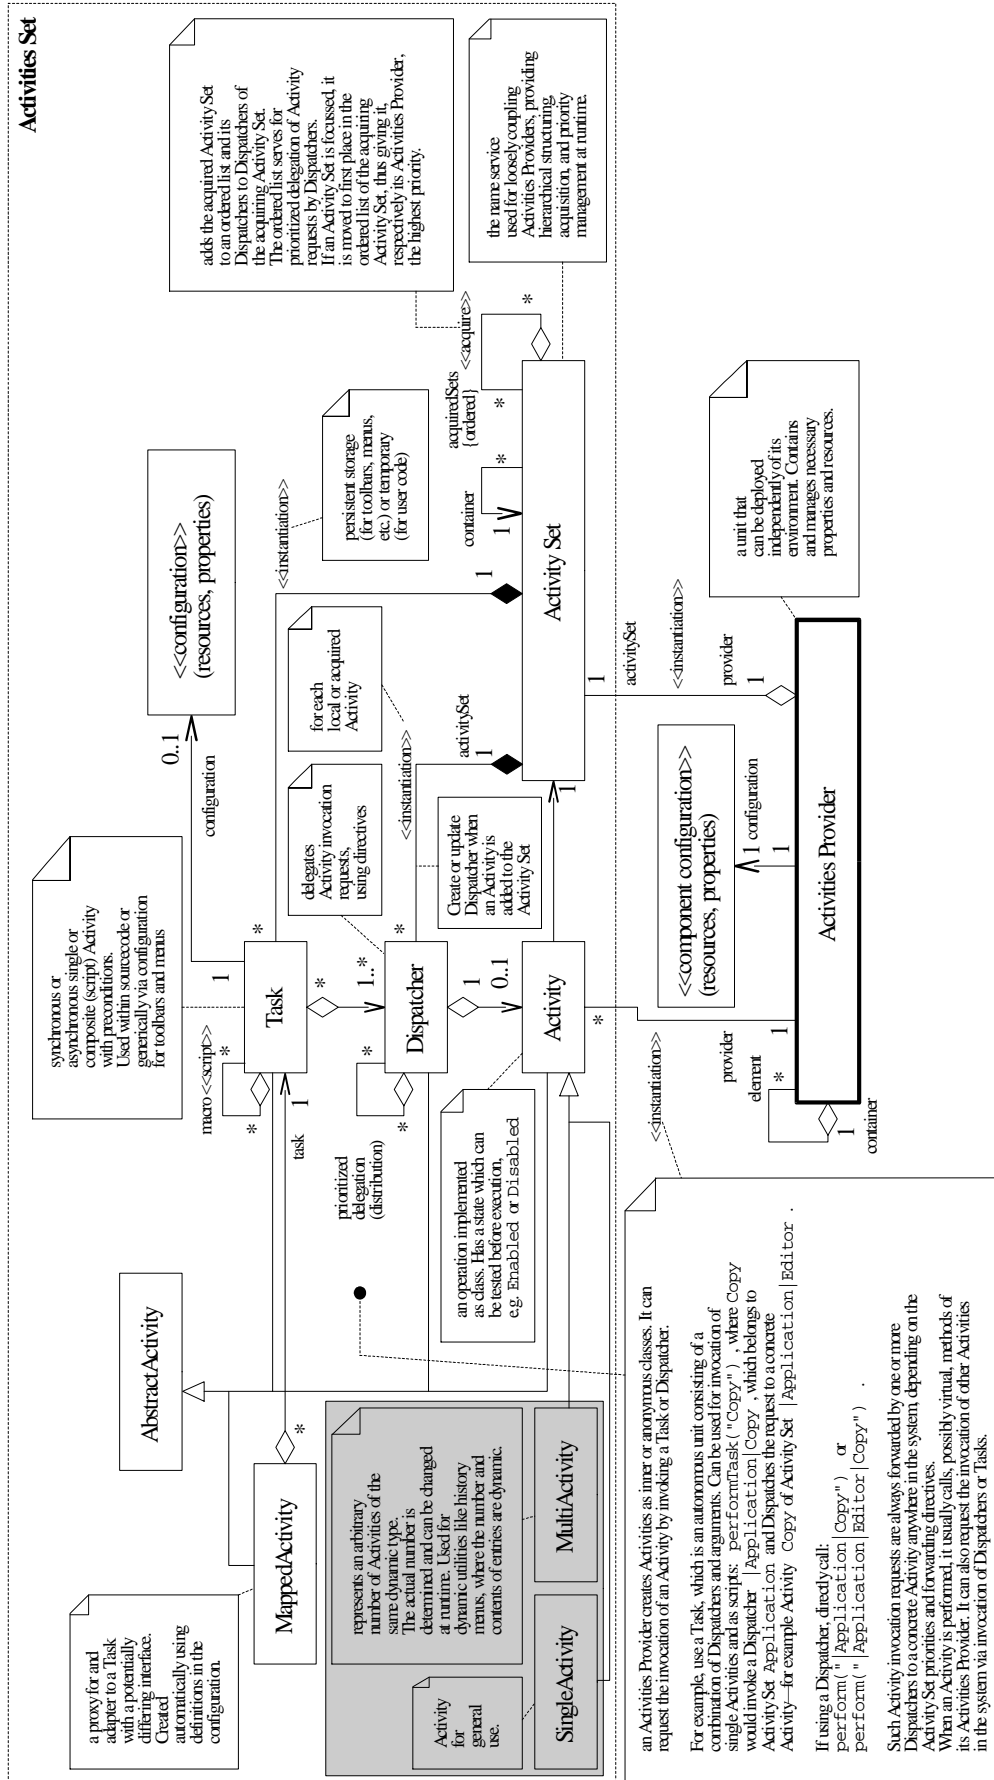 Activities Set
adds the acquired Activity Set
to an ordered list and its
Dispatchers to Dispatchers of
the acquiring Activity Set.
The ordered list serves for
prioritized delegation of Activity
requests by Dispatchers.
If an Activity Set is focussed, it
is moved to first place in the
ordered list of the acquiring
Activity Set, thus giving it,
respectively its Activities Provider,
the highest priority.
the name service
used for loosely coupling
Activities Providers, providing
hierarchical structuring,
acquisition, and priority
management at runtime.
<<configuration>>
(resources, properties)
0..1
configuration
1
<<instantiation>>
persistent storage
(for toolbars, menus,
etc.) or temporary
(for user code)
<<acquire>>
*
acquiredSets
{ordered}
*
container
*
1
1
Activity Set
for each
local or acquired
Activity
<<instantiation>>
activitySet
1
delegates
Activity invocation
requests,
using directives
Create or update
Dispatcher when
an Activity is
added to the
Activity Set
1
synchronous or
asynchronous single or
composite (script) Activity
with preconditions.
Used within sourcecode or
generically via configuration
for toolbars and menus
*
Task
macro <<script>>
*
*
*
1..*
task
1
*
Dispatcher
*
*
1
0..1
prioritized
delegation
(distribution)
Activity
*
an operation implemented
as class. Has a state which can
be tested before execution,
e.g. Enabled or Disabled
AbstractActivity
MappedActivity
*
a proxy for and
adapter to a Task
with a potentially
differing interface.
Created
automatically using
definitions in the
configuration.
represents an arbitrary
number of Activities of the
same dynamic type.
The actual number is
determined and can be changed
at runtime. Used for
dynamic utilities like history
menus, where the number and
contents of entries are dynamic.
MultiActivity
Activity
for
general
use.
SingleActivity
1
activitySet
<<instantiation>>
provider
1
a unit that
can be deployed
independently of its
environment. Contains
and manages necessary
properties and resources.
<<component configuration>>
(resources, properties)
1 configuration
1
Activities Provider
<<instantiation>>
provider
1
element
*
1
container
an Activities Provider creates Activities as inner or anonymous classes. It can
request the invocation of an Activity by invoking a Task or Dispatcher.
For example, use a Task, which is an autonomous unit consisting of a
combination of Dispatchers and arguments. Can be used for invocation of
single Activities and as scripts: performTask("Copy") , where Copy
would invoke a Dispatcher |Application|Copy , which belongs to
Activity Set Application and Dispatches the request to a concrete
Activity—for example Activity Copy of Activity Set |Application|Editor .
If using a Dispatcher, directly call:
perform("|Application|Copy") or
perform("|Application|Editor|Copy") .
Such Activity invocation requests are always forwarded by one or more
Dispatchers to a concrete Activity anywhere in the system, depending on the
Activity Set priorities and forwarding directives.
When an Activity is performed, it usually calls, possibly virtual, methods of
its Activities Provider. It can also request the invocation of other Activities
in the system via invocation of Dispatchers or Tasks.